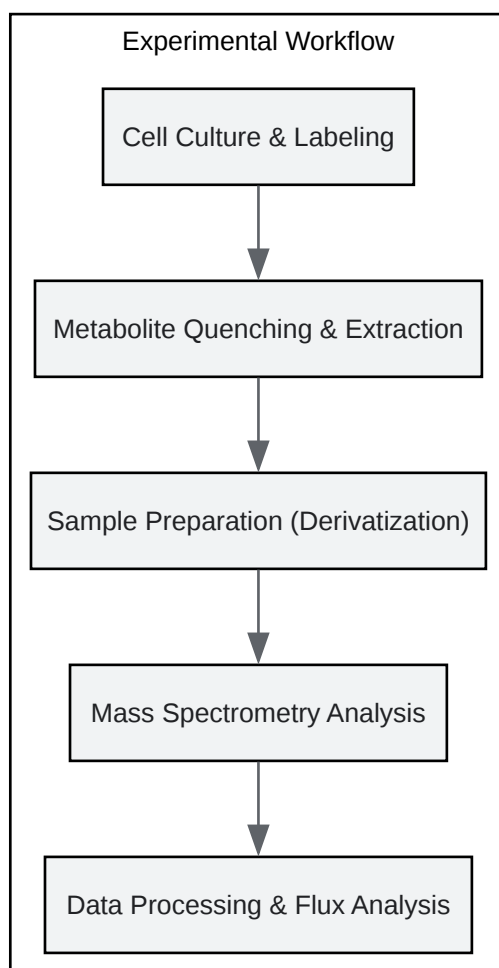 Experimental Workflow
Cell Culture & Labeling
Metabolite Quenching & Extraction
Sample Preparation (Derivatization)
Mass Spectrometry Analysis
Data Processing & Flux Analysis